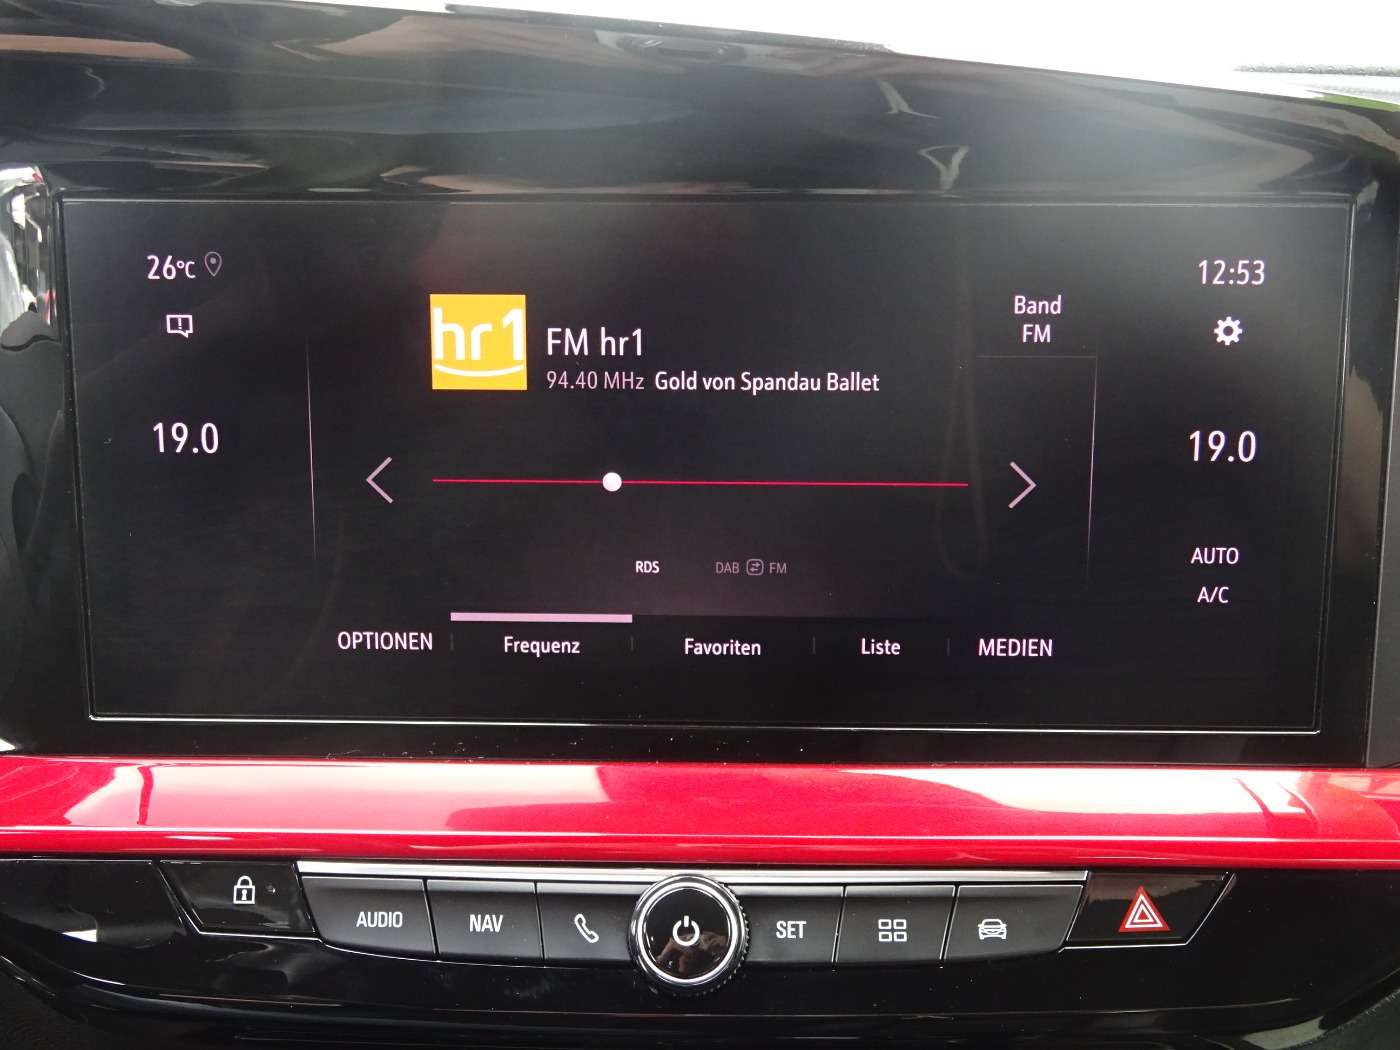 26°C
12:53
hr1
FM hr1
94.40 MHz Gold von Spandau Ballet
Band
FM
19.0
19.0
RDS
DAB FM
AUTO
A/C
OPTIONEN
Frequenz
Favoriten
Liste
MEDIEN
AUDIO
NAV
SET